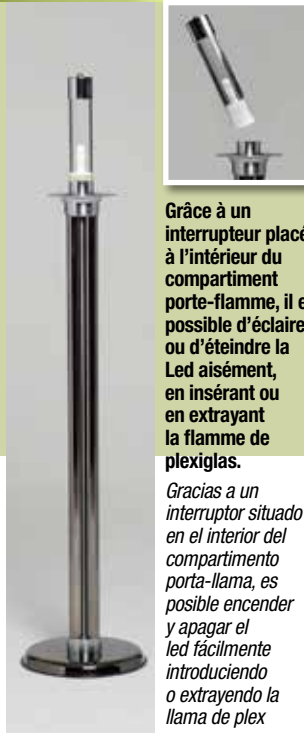 Grâce à un
interrupteur placé
à l’intérieur du
compartiment
porte-flamme, il e
possible d’éclaire
ou d’éteindre la
Led aisément,
en insérant ou
en extrayant
la flamme de
plexiglas.
Gracias a un
interruptor situado
en el interior del
compartimento
porta-llama, es
posible encender
y apagar el
led fácilmente
introduciendo
o extrayendo la
llama de plex